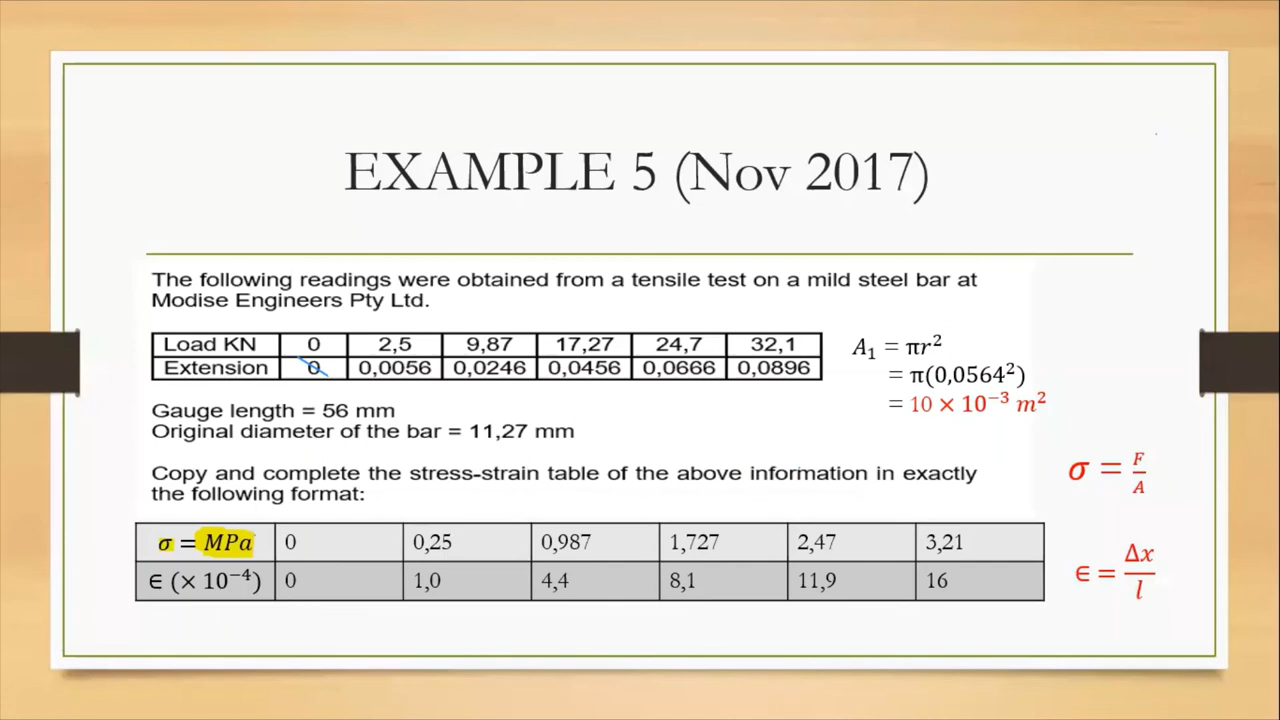 EXAMPLE 5 (Nov 2017)
The following readings were obtained from a tensile test on a mild steel bar at
Modise Engineers Pty Ltd.
Load KN 0 2,5 9,87 17,27 24,7 32,1
Extension 0 0,0056 0,0246 0,0456 0,0666 0,0896
A₁ = πr²
= π(0,0564²)
= 10 × 10⁻³ m²
Gauge length = 56 mm
Original diameter of the bar = 11,27 mm
Copy and complete the stress-strain table of the above information in exactly
the following format:
σ = F/A
σ = MPa 0 0,25 0,987 1,727 2,47 3,21
∈ (× 10⁻⁴) 0 1,0 4,4 8,1 11,9 16
∈ = Δx/l